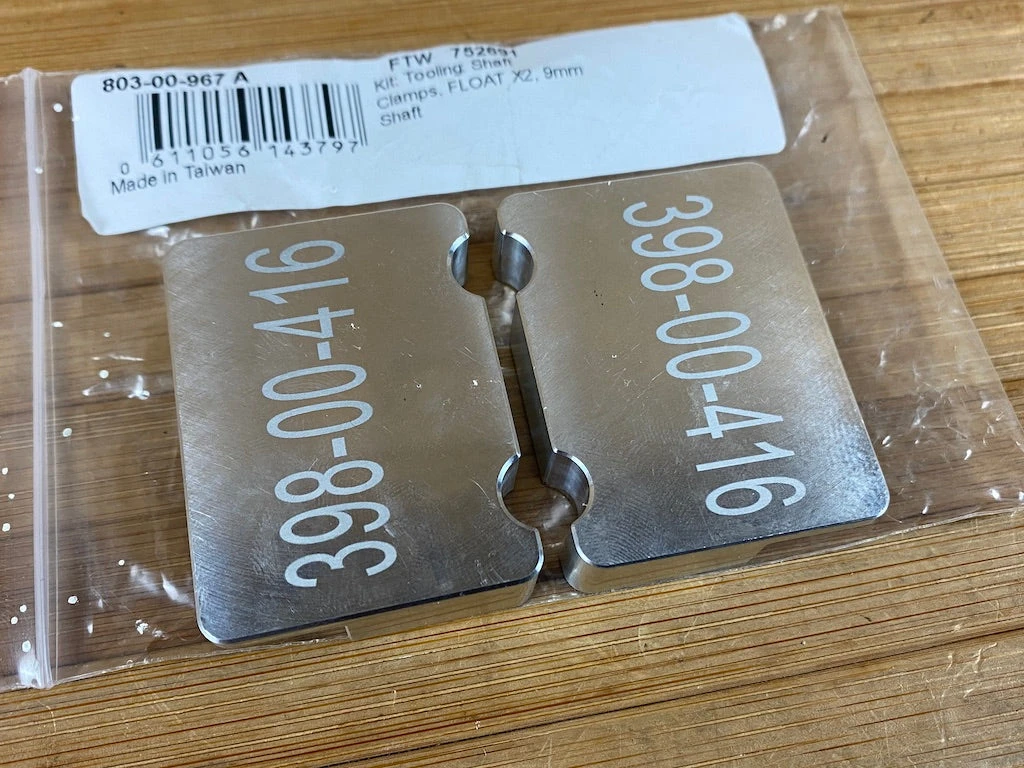 803-00-967 A
0 611056 143797
Made in Taiwan
FTW 752691
Kit: Tooling: Shaft
Clamps, FLOAT X2, 9mm
Shaft
398-00-416
398-00-416